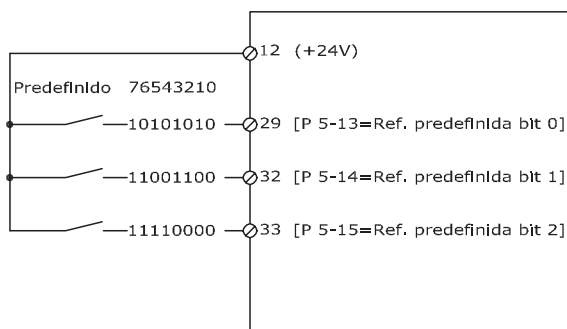 12 (+24V)
Predefinido 76543210
10101010 29 [P 5-13=Ref. predefinida bit 0]
11001100 32 [P 5-14=Ref. predefinida bit 1]
11110000 33 [P 5-15=Ref. predefinida bit 2]